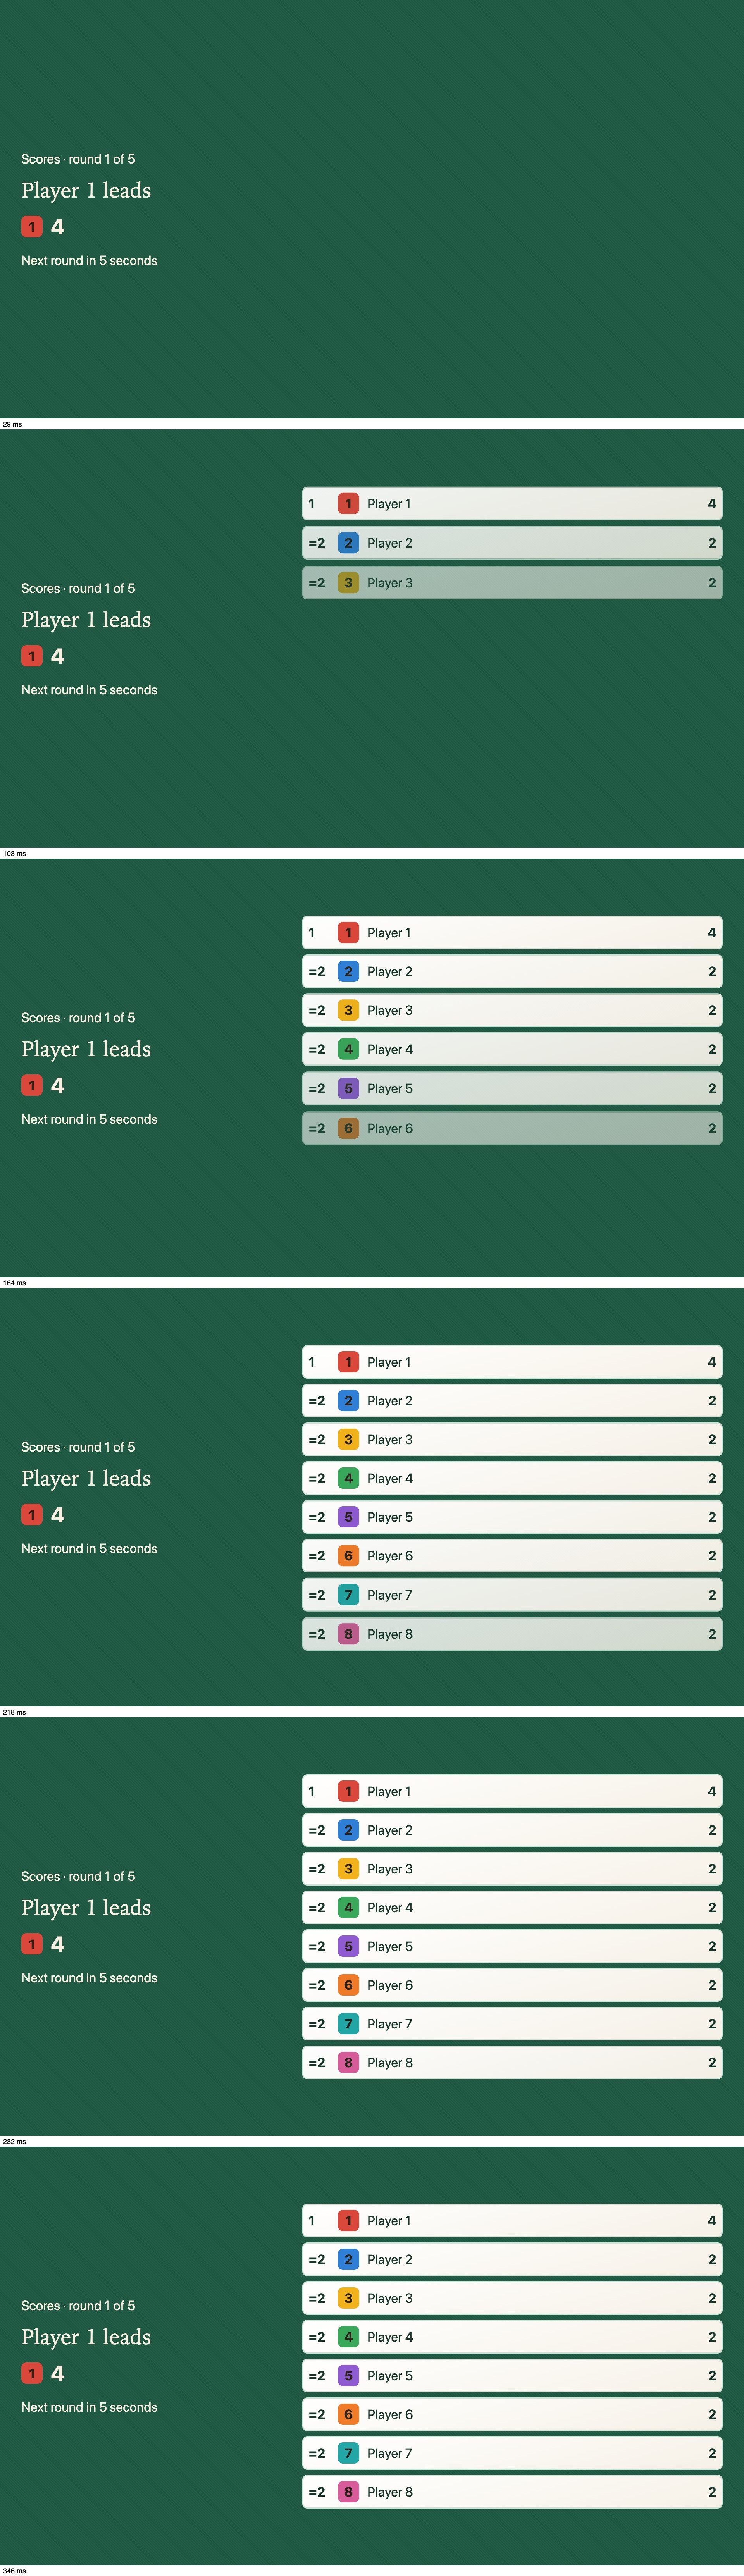 Scores · round 1 of 5
Player 1 leads
1 4
Next round in 5 seconds
29 ms
1 1 Player 1 4
=2 2 Player 2 2
=2 3 Player 3 2
Scores · round 1 of 5
Player 1 leads
1 4
Next round in 5 seconds
108 ms
1 1 Player 1 4
=2 2 Player 2 2
=2 3 Player 3 2
=2 4 Player 4 2
=2 5 Player 5 2
=2 6 Player 6 2
Scores · round 1 of 5
Player 1 leads
1 4
Next round in 5 seconds
164 ms
1 1 Player 1 4
=2 2 Player 2 2
=2 3 Player 3 2
=2 4 Player 4 2
=2 5 Player 5 2
=2 6 Player 6 2
=2 7 Player 7 2
=2 8 Player 8 2
Scores · round 1 of 5
Player 1 leads
1 4
Next round in 5 seconds
218 ms
1 1 Player 1 4
=2 2 Player 2 2
=2 3 Player 3 2
=2 4 Player 4 2
=2 5 Player 5 2
=2 6 Player 6 2
=2 7 Player 7 2
=2 8 Player 8 2
Scores · round 1 of 5
Player 1 leads
1 4
Next round in 5 seconds
282 ms
1 1 Player 1 4
=2 2 Player 2 2
=2 3 Player 3 2
=2 4 Player 4 2
=2 5 Player 5 2
=2 6 Player 6 2
=2 7 Player 7 2
=2 8 Player 8 2
Scores · round 1 of 5
Player 1 leads
1 4
Next round in 5 seconds
346 ms